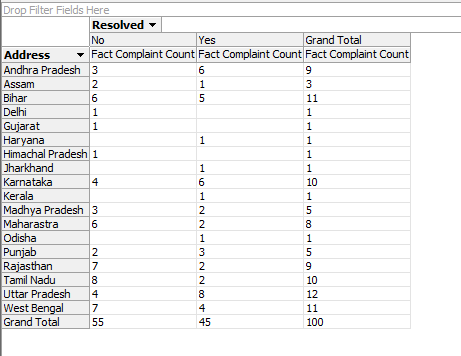 Drop Filter Fields Here
Resolved
No Yes Grand Total
Address Fact Complaint Count Fact Complaint Count Fact Complaint Count
Andhra Pradesh 3 6 9
Assam 2 1 3
Bihar 6 5 11
Delhi 1 1
Gujarat 1 1
Haryana 1 1
Himachal Pradesh 1 1
Jharkhand 1 1
Karnataka 4 6 10
Kerala 1 1
Madhya Pradesh 3 2 5
Maharastra 6 2 8
Odisha 1 1
Punjab 2 3 5
Rajasthan 7 2 9
Tamil Nadu 8 2 10
Uttar Pradesh 4 8 12
West Bengal 7 4 11
Grand Total 55 45 100